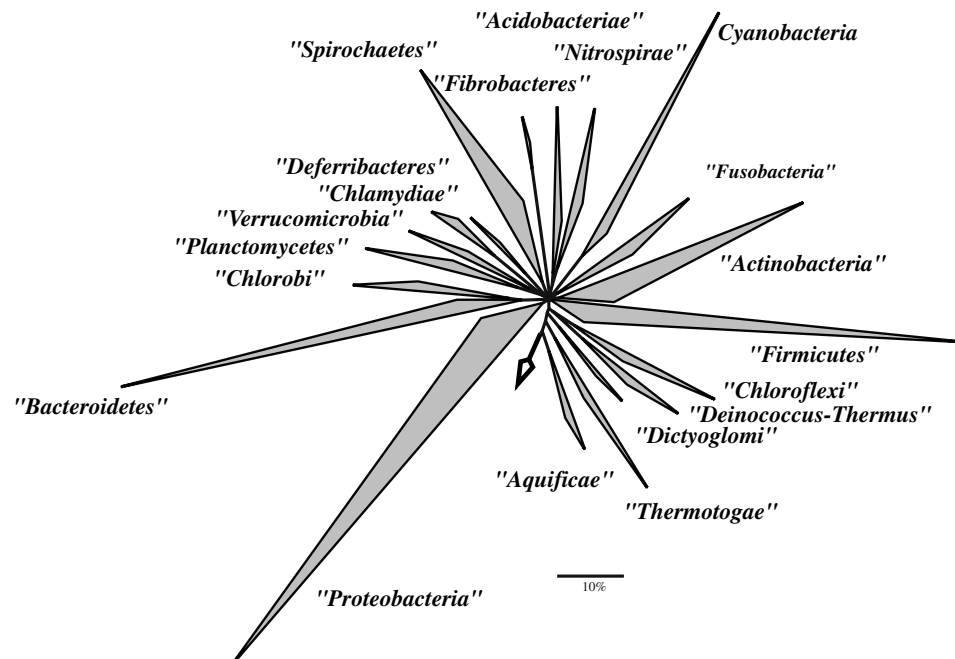 "Acidobacteriae"
Cyanobacteria
"Spirochaetes"
"Nitrospirae"
"Fibrobacteres"
"Deferribacteres"
"Fusobacteria"
"Chlamydiae"
"Verrucomicrobia"
"Planctomycetes"
"Actinobacteria"
"Chlorobi"
"Firmicutes"
"Chloroflexi"
"Bacteroidetes"
"Deinococcus-Thermus"
"Dictyoglomi"
"Aquificae"
"Thermotogae"
10%
"Proteobacteria"